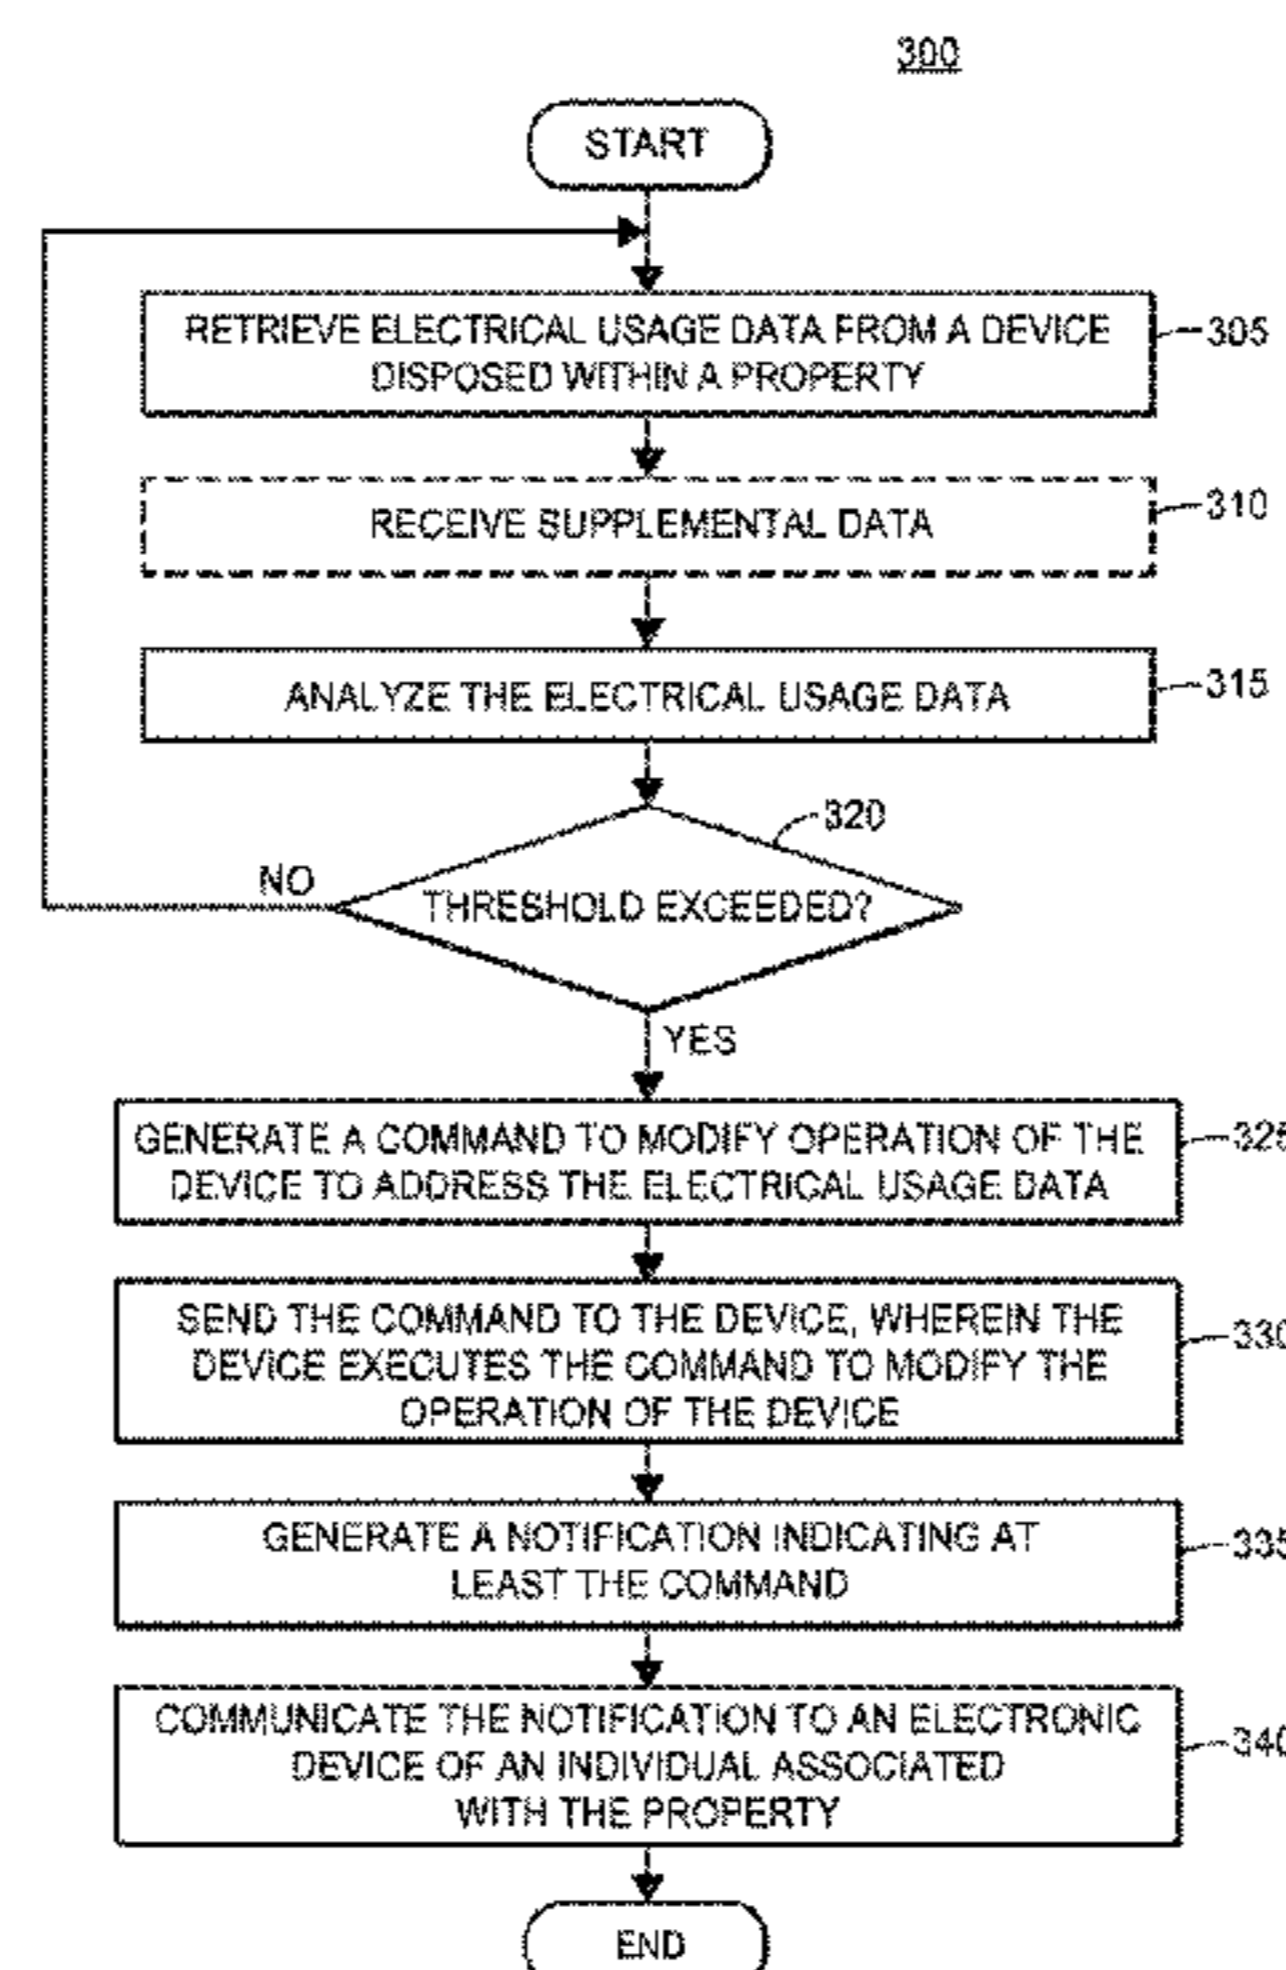 300
START
RETRIEVE ELECTRICAL USAGE DATA FROM A DEVICE
DISPOSED WITHIN A PROPERTY
305
RECEIVE SUPPLEMENTAL DATA
310
ANALYZE THE ELECTRICAL USAGE DATA
315
320
THRESHOLD EXCEEDED?
NO
YES
GENERATE A COMMAND TO MODIFY OPERATION OF THE
DEVICE TO ADDRESS THE ELECTRICAL USAGE DATA
325
SEND THE COMMAND TO THE DEVICE, WHEREIN THE
DEVICE EXECUTES THE COMMAND TO MODIFY THE
OPERATION OF THE DEVICE
330
GENERATE A NOTIFICATION INDICATING AT
LEAST THE COMMAND
335
COMMUNICATE THE NOTIFICATION TO AN ELECTRONIC
DEVICE OF AN INDIVIDUAL ASSOCIATED
WITH THE PROPERTY
340
END